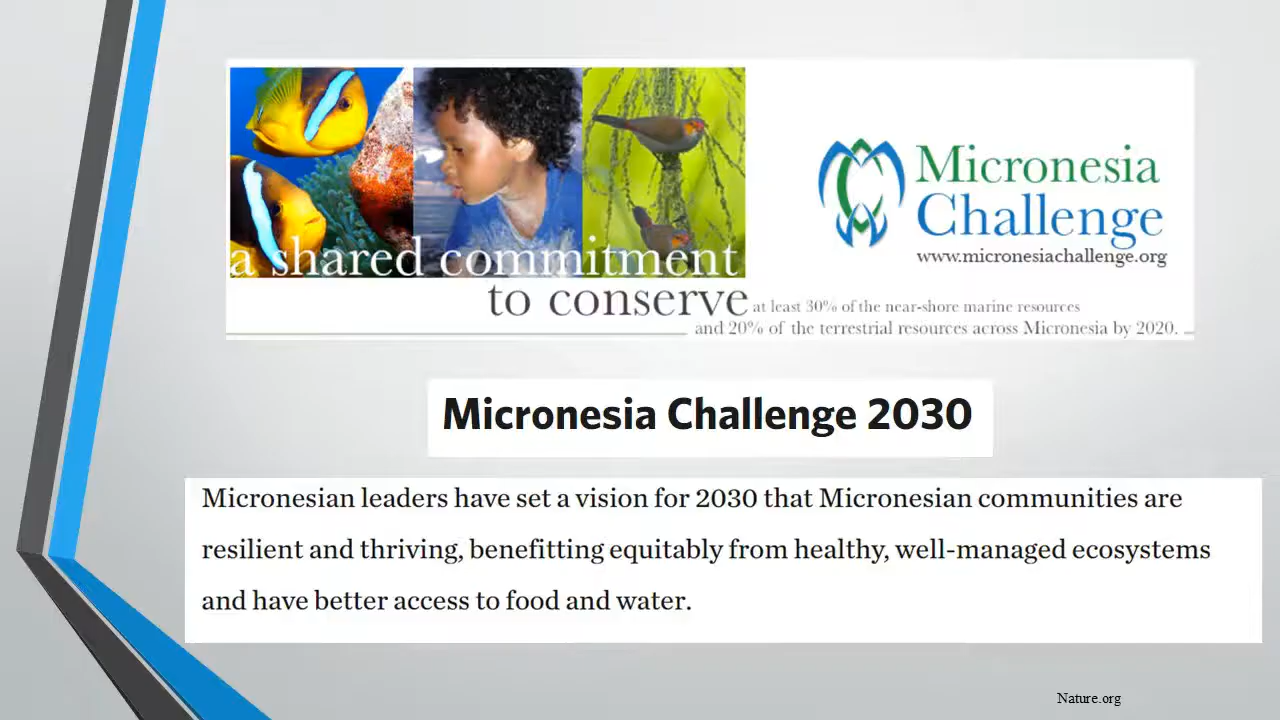 a shared commitment
to conserve at least 30% of the near-shore marine resources
and 20% of the terrestrial resources across Micronesia by 2020.
Micronesia
Challenge
www.micronesiachallenge.org
Micronesia Challenge 2030
Micronesian leaders have set a vision for 2030 that Micronesian communities are
resilient and thriving, benefitting equitably from healthy, well-managed ecosystems
and have better access to food and water.
Nature.org